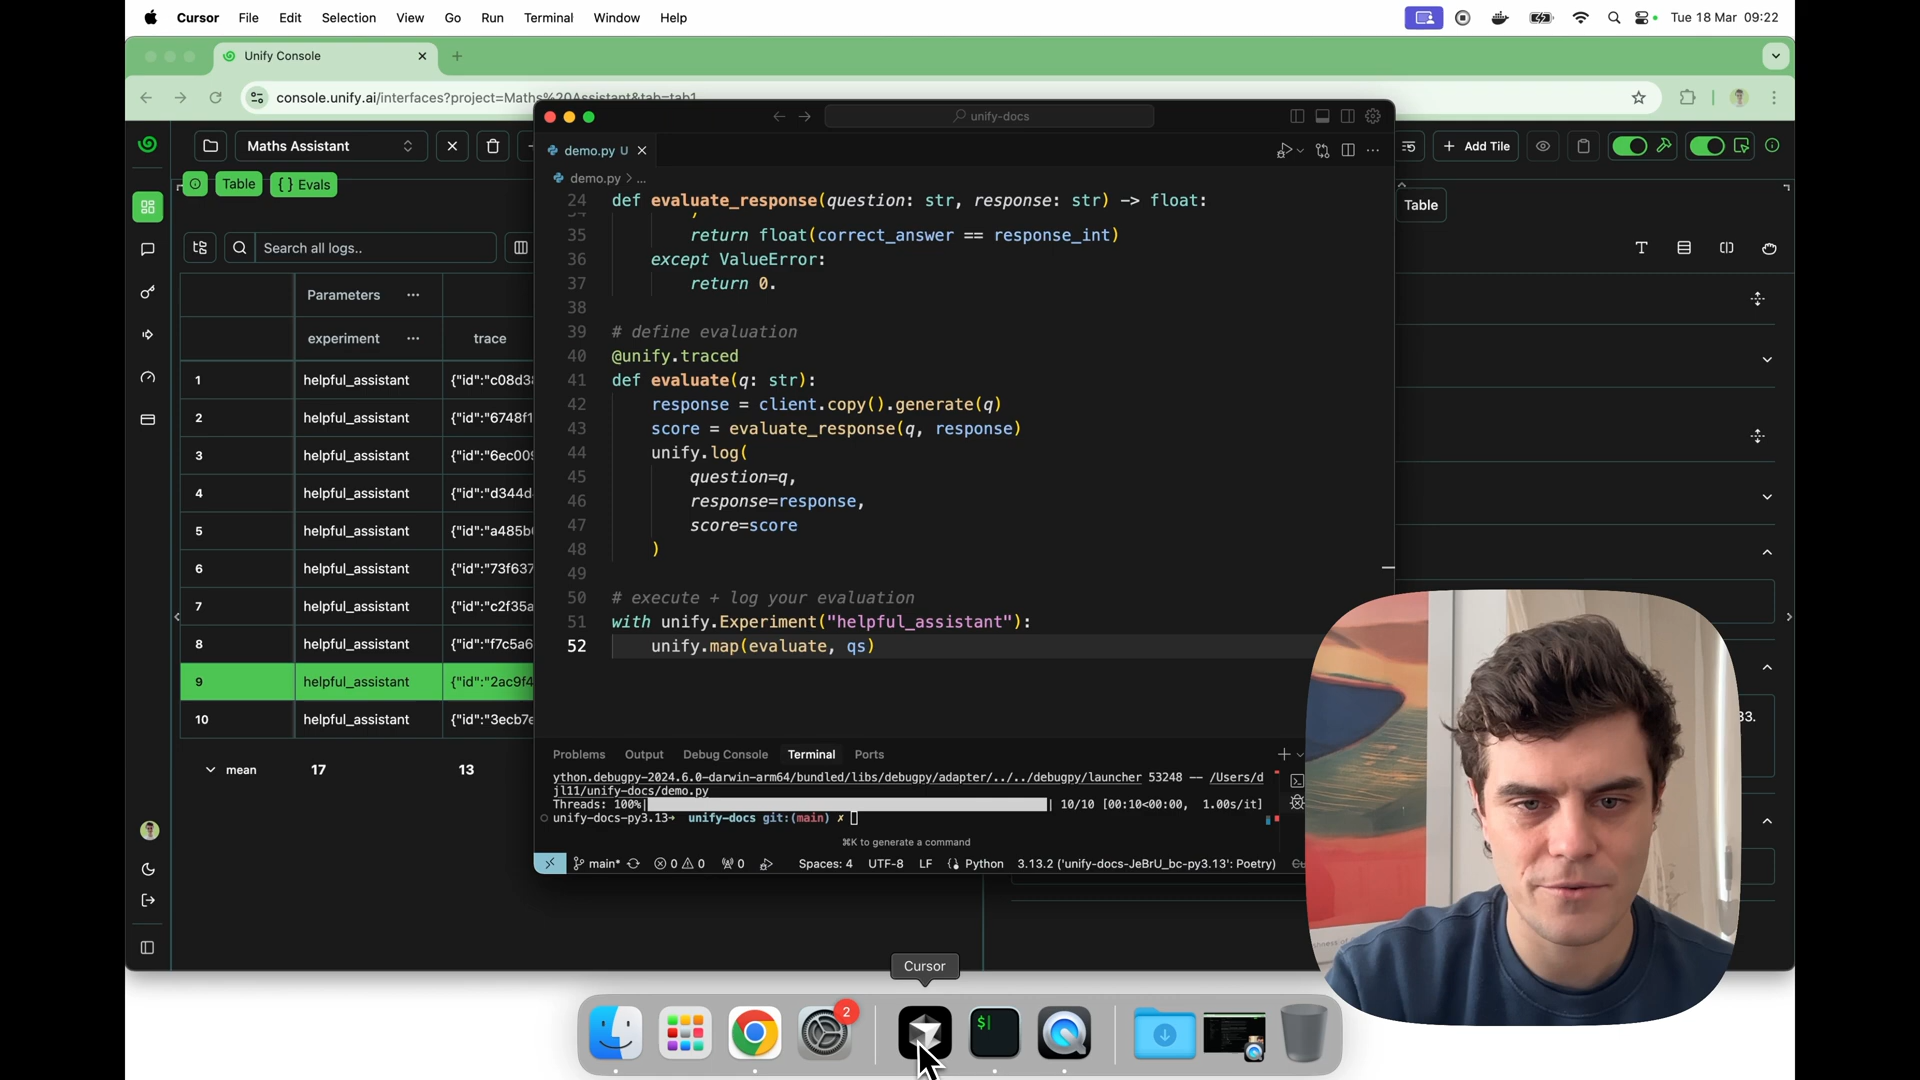 Cursor File Edit Selection View Go Run Terminal Window Help
Tue 18 Mar 09:22
Unify Console
console.unify.ai/interfaces?project=Maths%20Assistant&tab=tab1
unify-docs
Maths Assistant
Add Tile
demo.py U
Table
{ } Evals
demo.py > ...
Table
Search all logs..
24 def evaluate_response(question: str, response: str) -> float:
35 return float(correct_answer == response_int)
36 except ValueError:
37 return 0.
38
39 # define evaluation
40 @unify.traced
41 def evaluate(q: str):
42 response = client.copy().generate(q)
43 score = evaluate_response(q, response)
44 unify.log(
45 question=q,
46 response=response,
47 score=score
48 )
49
50 # execute + log your evaluation
51 with unify.Experiment("helpful_assistant"):
52 unify.map(evaluate, qs)
Parameters ...
experiment ... trace
1 helpful_assistant {"id":"c08d3
2 helpful_assistant {"id":"6748f1
3 helpful_assistant {"id":"6ec009
4 helpful_assistant {"id":"d344d
5 helpful_assistant {"id":"a485b
6 helpful_assistant {"id":"73f637
7 helpful_assistant {"id":"c2f35a
8 helpful_assistant {"id":"f7c5a6
9 helpful_assistant {"id":"2ac9f4
10 helpful_assistant {"id":"3ecb7e
mean 17 13
33.
Problems Output Debug Console Terminal Ports
ython.debugpy-2024.6.0-darwin-arm64/bundled/libs/debugpy/adapter/../../debugpy/launcher 53248 -- /Users/d
jl11/unify-docs/demo.py
Threads: 100%| | 10/10 [00:10<00:00, 1.00s/it]
unify-docs-py3.13→ unify-docs git:(main) ✗
⌘K to generate a command
main* 0 0 0 Spaces: 4 UTF-8 LF Python 3.13.2 ('unify-docs-JeBrU_bc-py3.13': Poetry)
Cursor
2
$